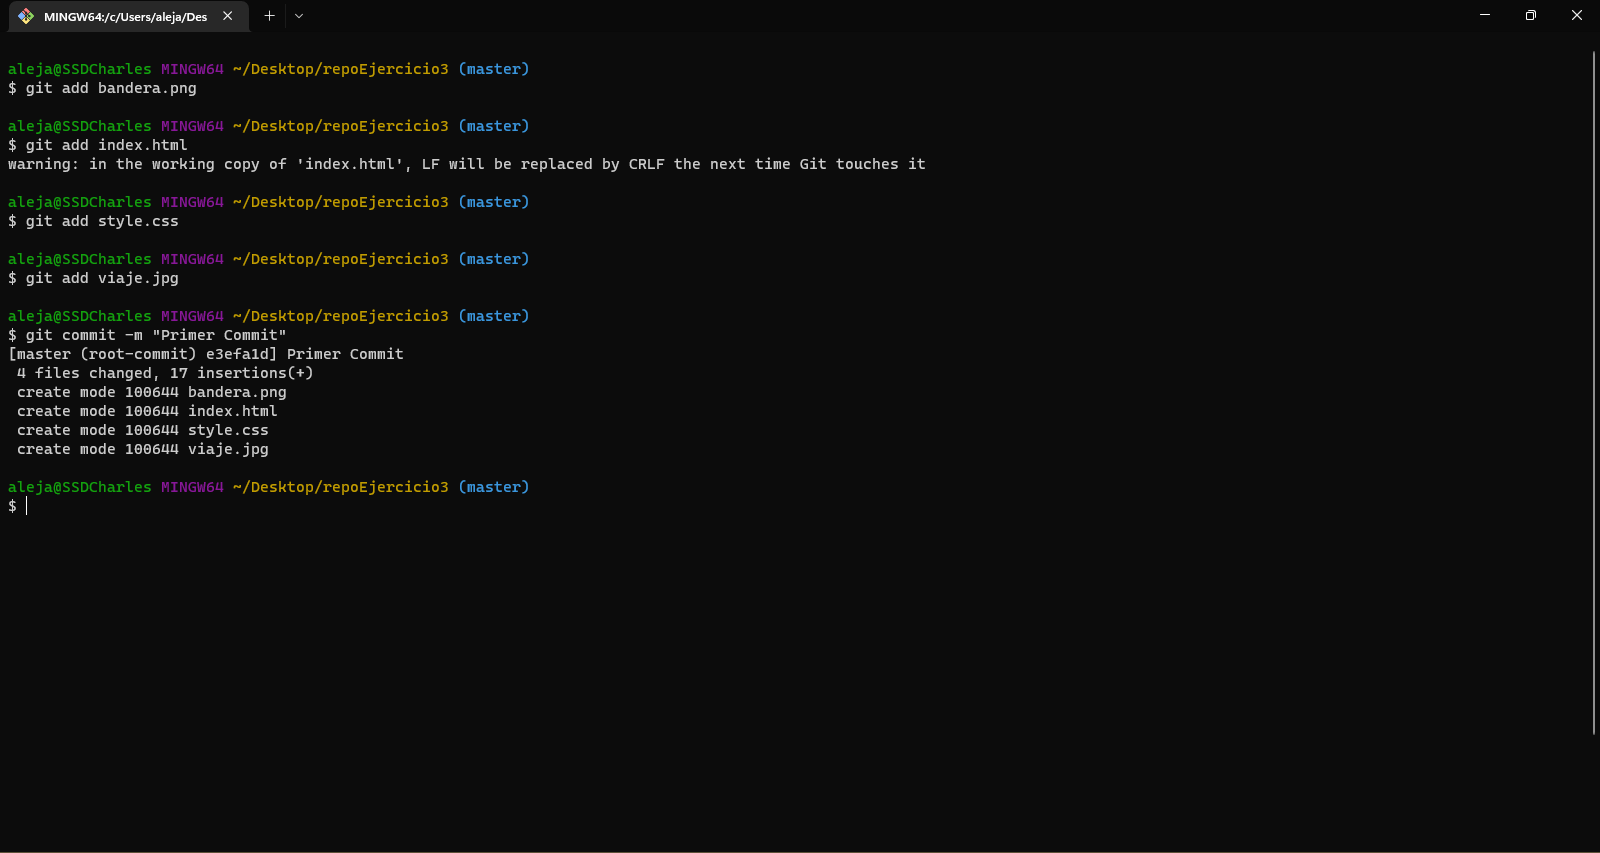 MINGW64:/c/Users/aleja/Des
aleja@SSDCharles MINGW64 ~/Desktop/repoEjercicio3 (master)
$ git add bandera.png
aleja@SSDCharles MINGW64 ~/Desktop/repoEjercicio3 (master)
$ git add index.html
warning: in the working copy of 'index.html', LF will be replaced by CRLF the next time Git touches it
aleja@SSDCharles MINGW64 ~/Desktop/repoEjercicio3 (master)
$ git add style.css
aleja@SSDCharles MINGW64 ~/Desktop/repoEjercicio3 (master)
$ git add viaje.jpg
aleja@SSDCharles MINGW64 ~/Desktop/repoEjercicio3 (master)
$ git commit -m "Primer Commit"
[master (root-commit) e3efa1d] Primer Commit
 4 files changed, 17 insertions(+)
 create mode 100644 bandera.png
 create mode 100644 index.html
 create mode 100644 style.css
 create mode 100644 viaje.jpg
aleja@SSDCharles MINGW64 ~/Desktop/repoEjercicio3 (master)
$